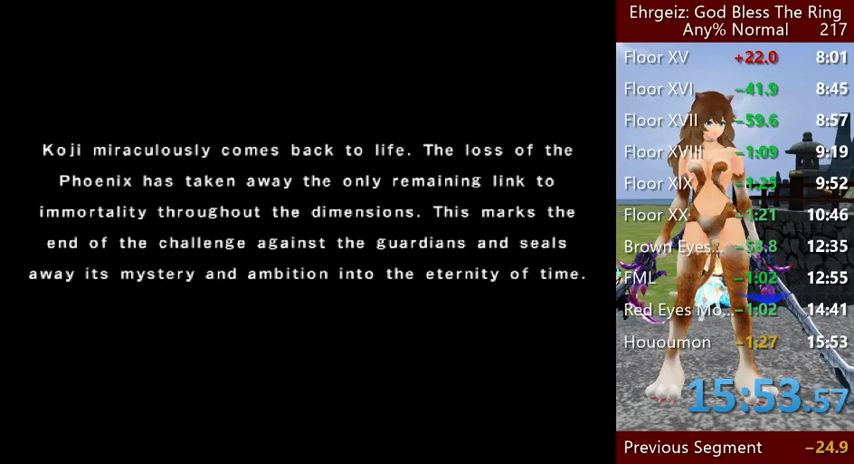 Koji miraculously comes back to life. The loss of the
Phoenix has taken away the only remaining link to
immortality throughout the dimensions. This marks the
end of the challenge against the guardians and seals
away its mystery and ambition into the eternity of time.
Ehrgeiz: God Bless The Ring
Any% Normal 217
Floor XV +22.0 8:01
Floor XVI −41.9 8:45
Floor XVII −59.6 8:57
Floor XVIII −1:09 9:19
Floor XIX −1:25 9:52
Floor XX −1:21 10:46
Brown Eyes... −58.8 12:35
FML −1:02 12:55
Red Eyes Mo... −1:02 14:41
Hououmon −1:27 15:53
15:53.57
Previous Segment −24.9